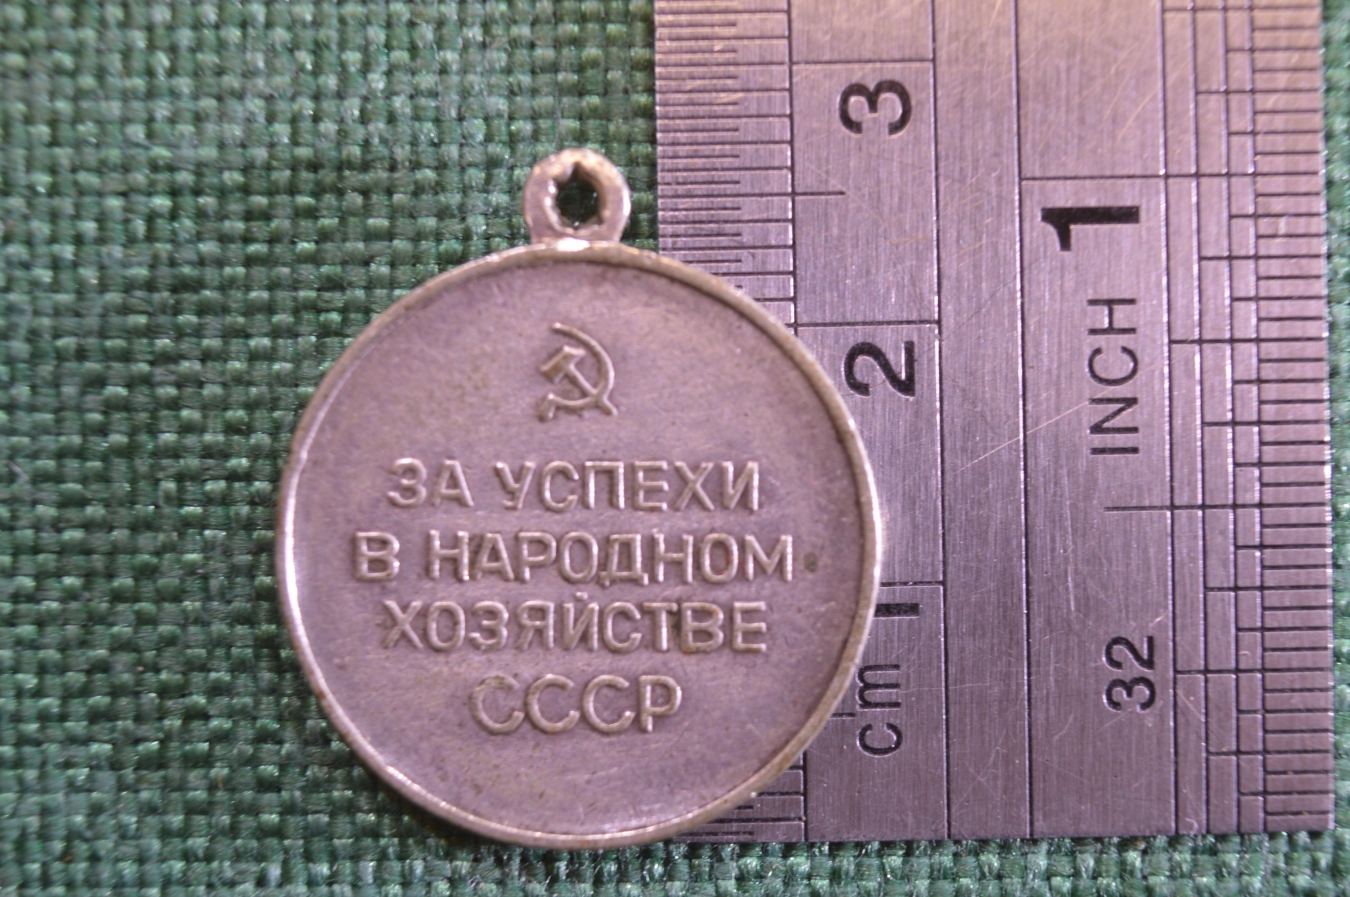 ЗА УСПЕХИ
В НАРОДНОМ
ХОЗЯЙСТВЕ
СССР
3
2
1
cm
1
INCH
32